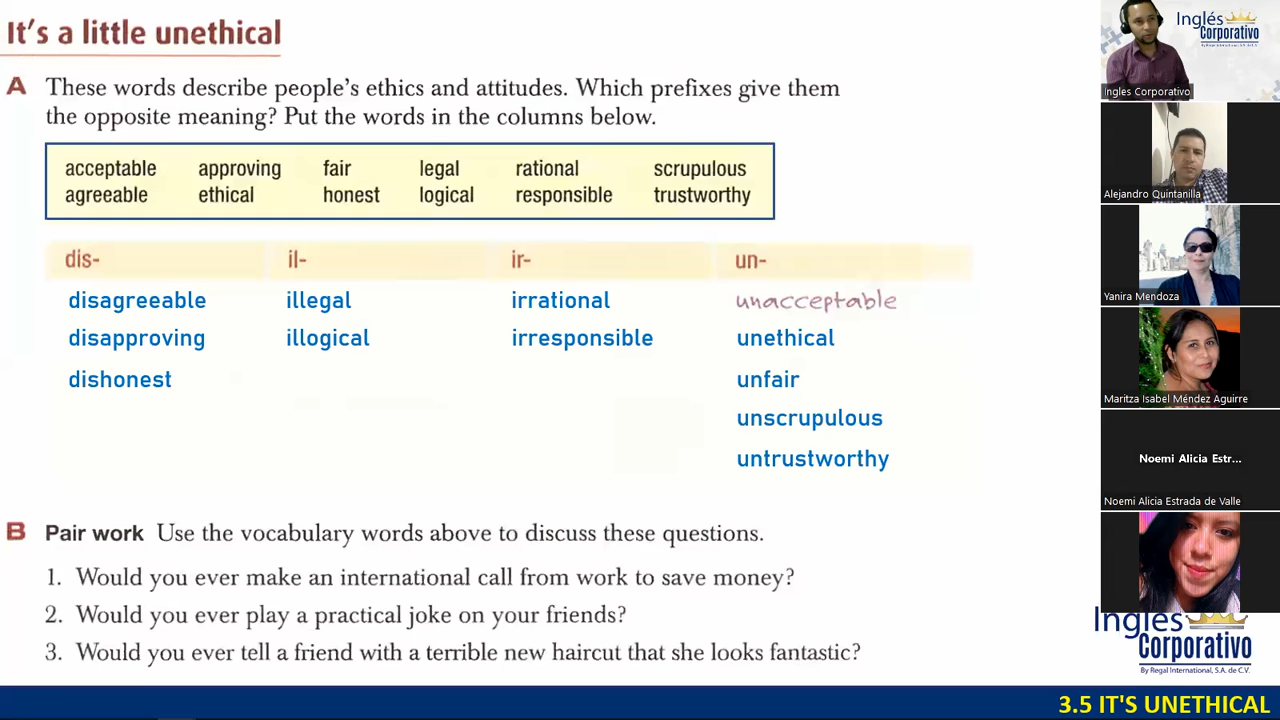 It's a little unethical
A These words describe people's ethics and attitudes. Which prefixes give them
the opposite meaning? Put the words in the columns below.
acceptable approving fair legal rational scrupulous
agreeable ethical honest logical responsible trustworthy
dis- il- ir- un-
disagreeable illegal irrational unacceptable
disapproving illogical irresponsible unethical
dishonest unfair
unscrupulous
untrustworthy
B Pair work Use the vocabulary words above to discuss these questions.
1. Would you ever make an international call from work to save money?
2. Would you ever play a practical joke on your friends?
3. Would you ever tell a friend with a terrible new haircut that she looks fantastic?
Inglés
Corporativo
By Regal International, S.A. de C.V.
Ingles Corporativo
Alejandro Quintanilla
Yanira Mendoza
Maritza Isabel Méndez Aguirre
Noemi Alicia Estr...
Noemi Alicia Estrada de Valle
Inglés
Corporativo
By Regal International, S.A. de C.V.
3.5 IT'S UNETHICAL